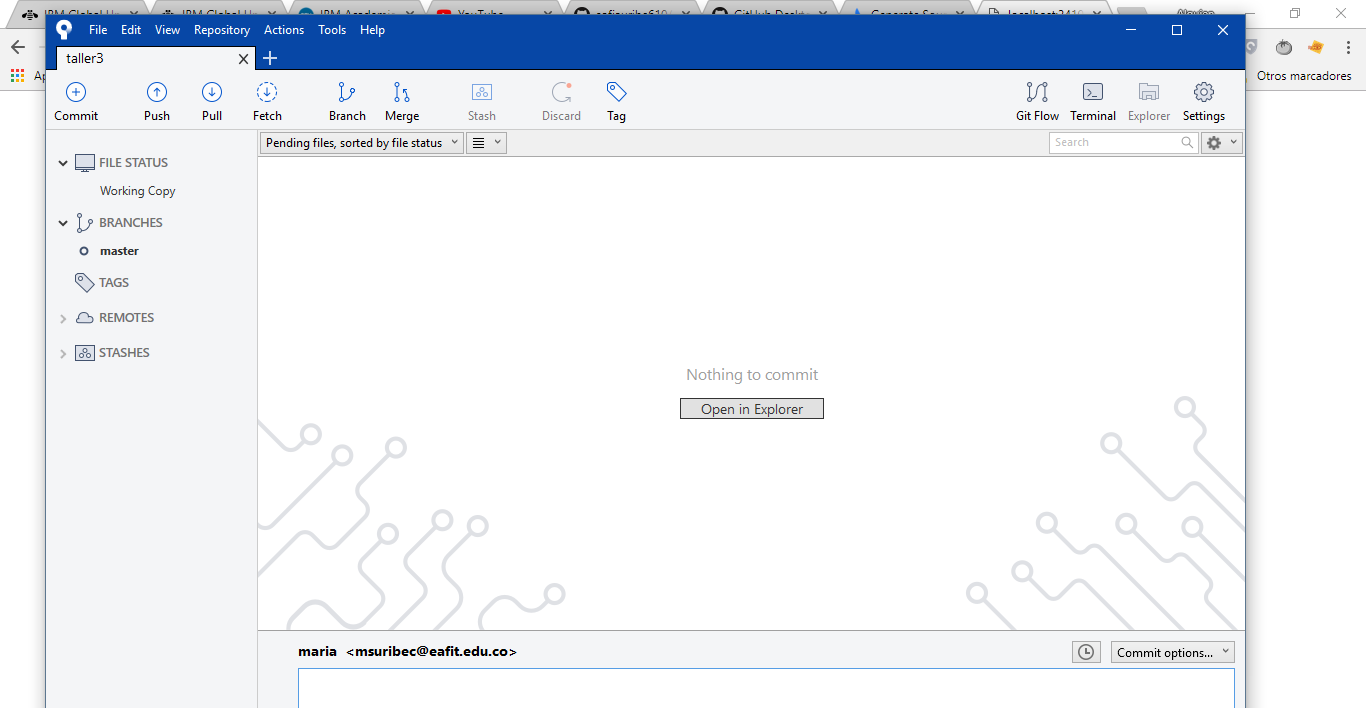 YouTube
File Edit View Repository Actions Tools Help
taller3
Otros marcadores
Commit Push Pull Fetch Branch Merge Stash Discard Tag Git Flow Terminal Explorer Settings
Pending files, sorted by file status
Search
FILE STATUS
Working Copy
BRANCHES
master
TAGS
REMOTES
STASHES
Nothing to commit
Open in Explorer
maria <msuribec@eafit.edu.co>
Commit options...